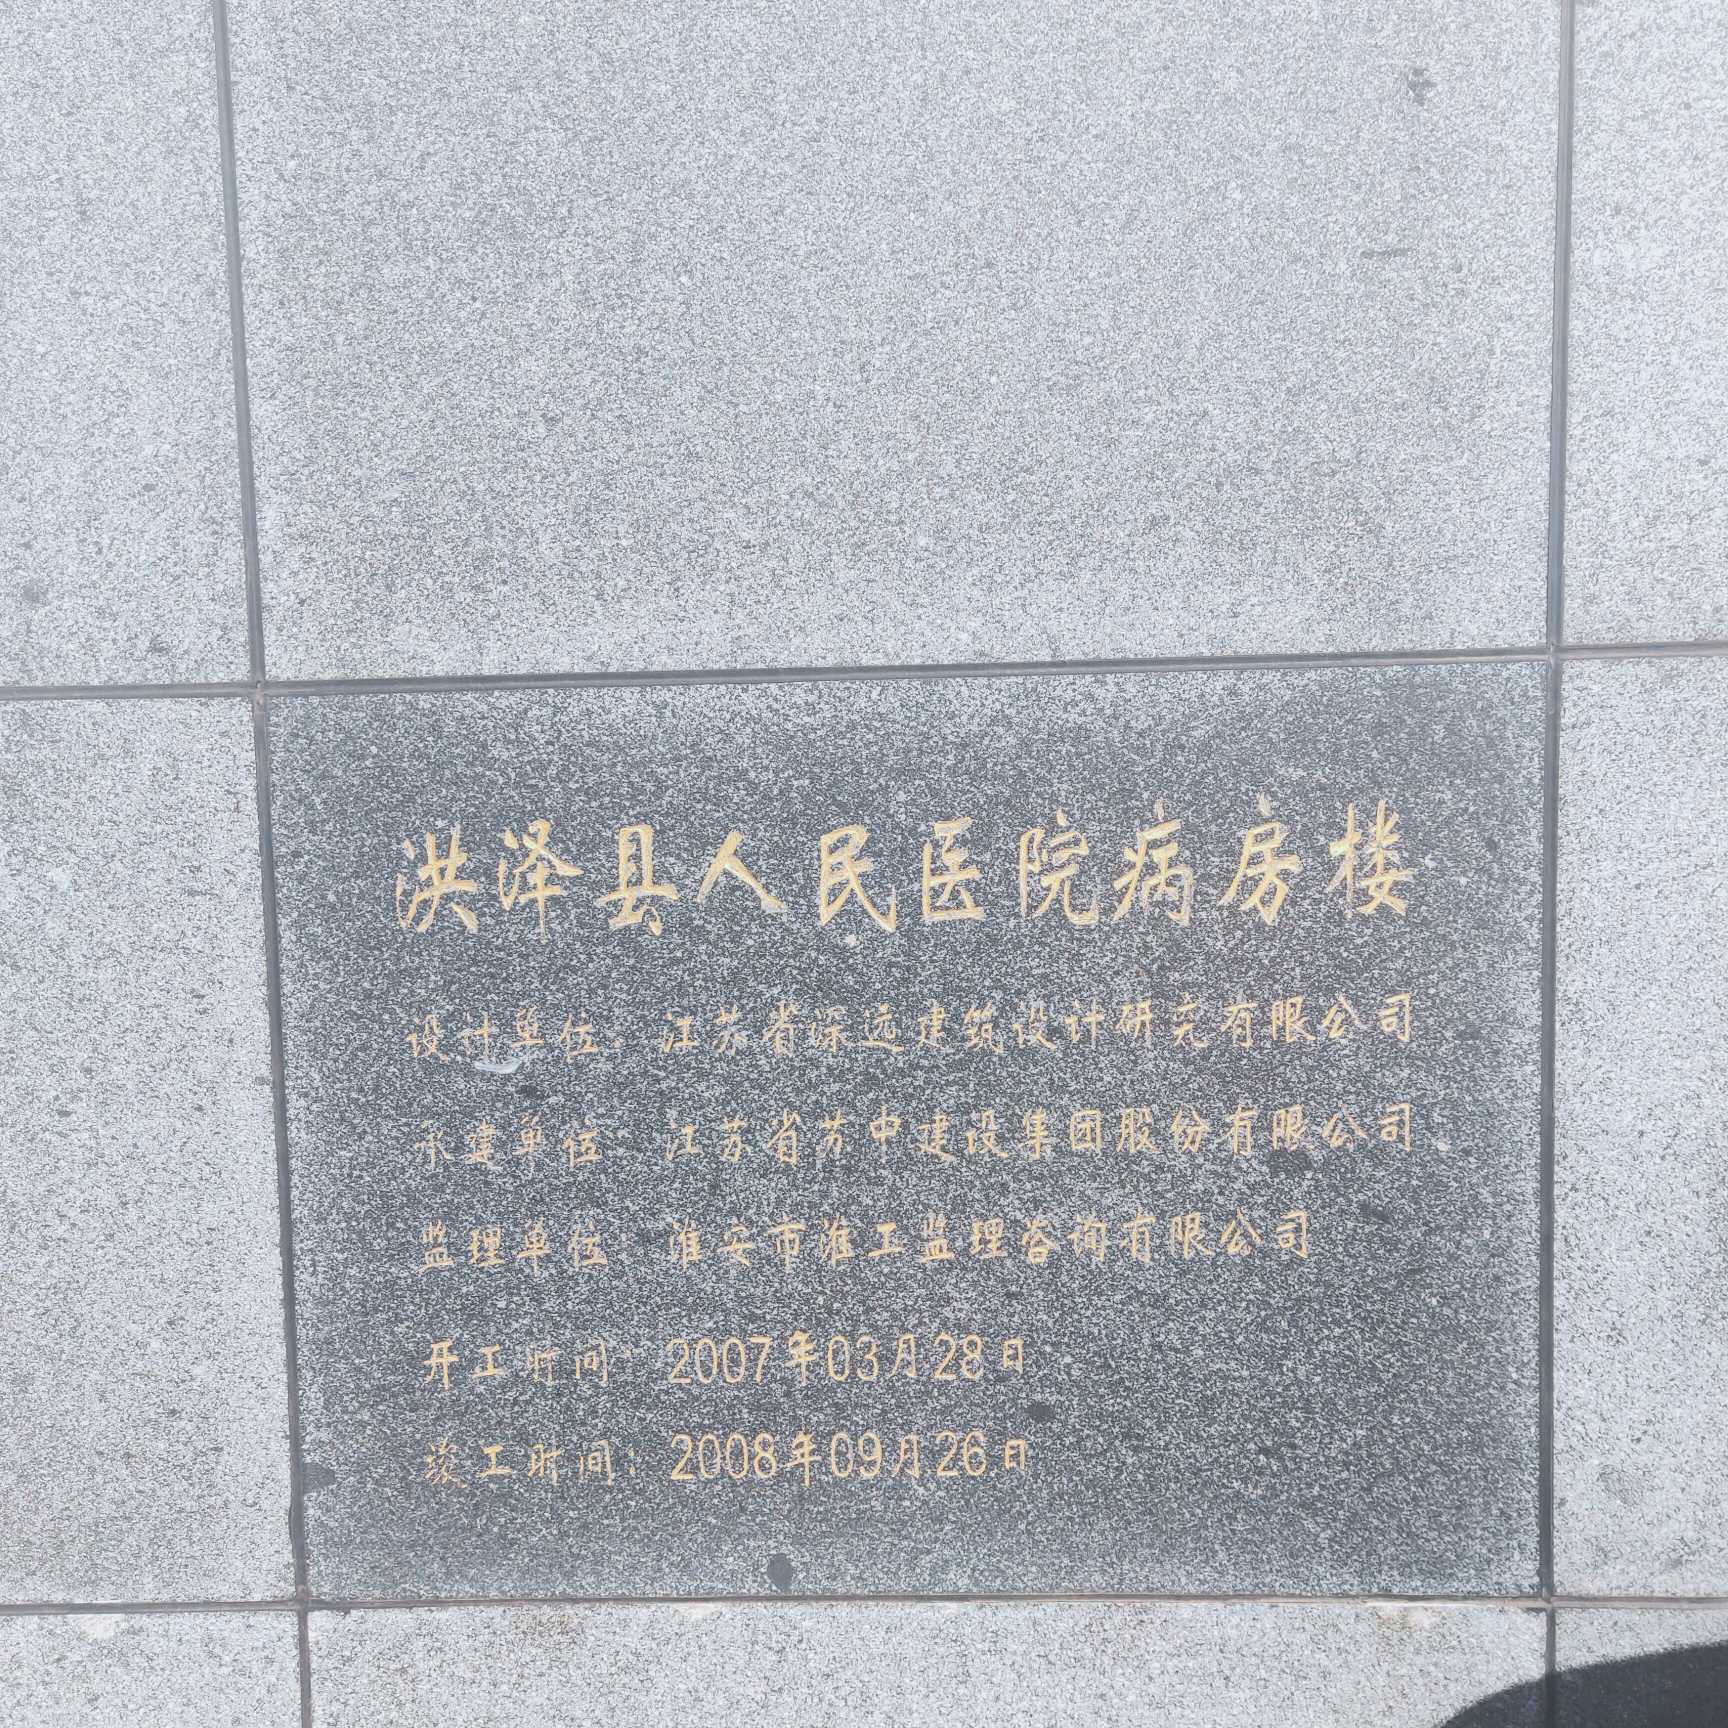 洪泽县人民医院病房楼
设计单位：江苏省深远建筑设计研究有限公司
承建单位：江苏省苏中建设集团股份有限公司
监理单位：淮安市淮工监理咨询有限公司
开工时间：2007年03月28日
竣工时间：2008年09月26日